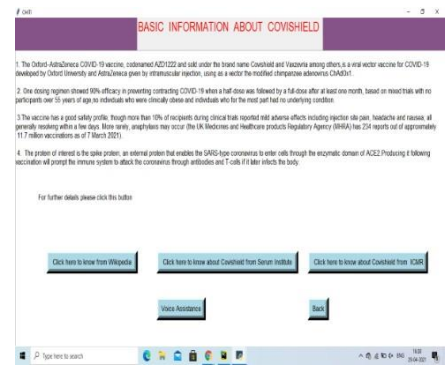 BASIC INFORMATION ABOUT COVISHIELD
1. The Oxford-AstraZeneca COVID-19 vaccine, codenamed AZD1222 and sold under the brand name Covishield and Vaxzevria among others,is a viral vector vaccine for COVID-19
developed by Oxford University and AstraZeneca given by intramuscular injection, using as a vector the modified chimpanzee adenovirus ChAdOx1.
2. One dosing regimen showed 90% efficacy in preventing contracting COVID-19 when a half-dose was followed by a full-dose after at least one month, based on mixed trials with no
participants over 55 years of age,no individuals who were clinically obese and individuals who for the most part had no underlying condition.
3.The vaccine has a good safety profile, though more than 10% of recipients during clinical trials reported mild adverse effects including injection site pain, headache and nausea, all
generally resolving within a few days. More rarely, anaphylaxis may occur (the UK Medicines and Healthcare products Regulatory Agency (MHRA) has 234 reports out of approximately
11.7 million vaccinations as of 7 March 2021).
4. The protein of interest is the spike protein, an external protein that enables the SARS-type coronavirus to enter cells through the enzymatic domain of ACE2.Producing it following
vaccination will prompt the immune system to attack the coronavirus through antibodies and T-cells if it later infects the body.
For further details please click this button
Click here to know from Wikipedia
Click here to know about Covishield from Serum Institute
Click here to know about Covishield from ICMR
Voice Assistance
Back
Type here to search
ENG